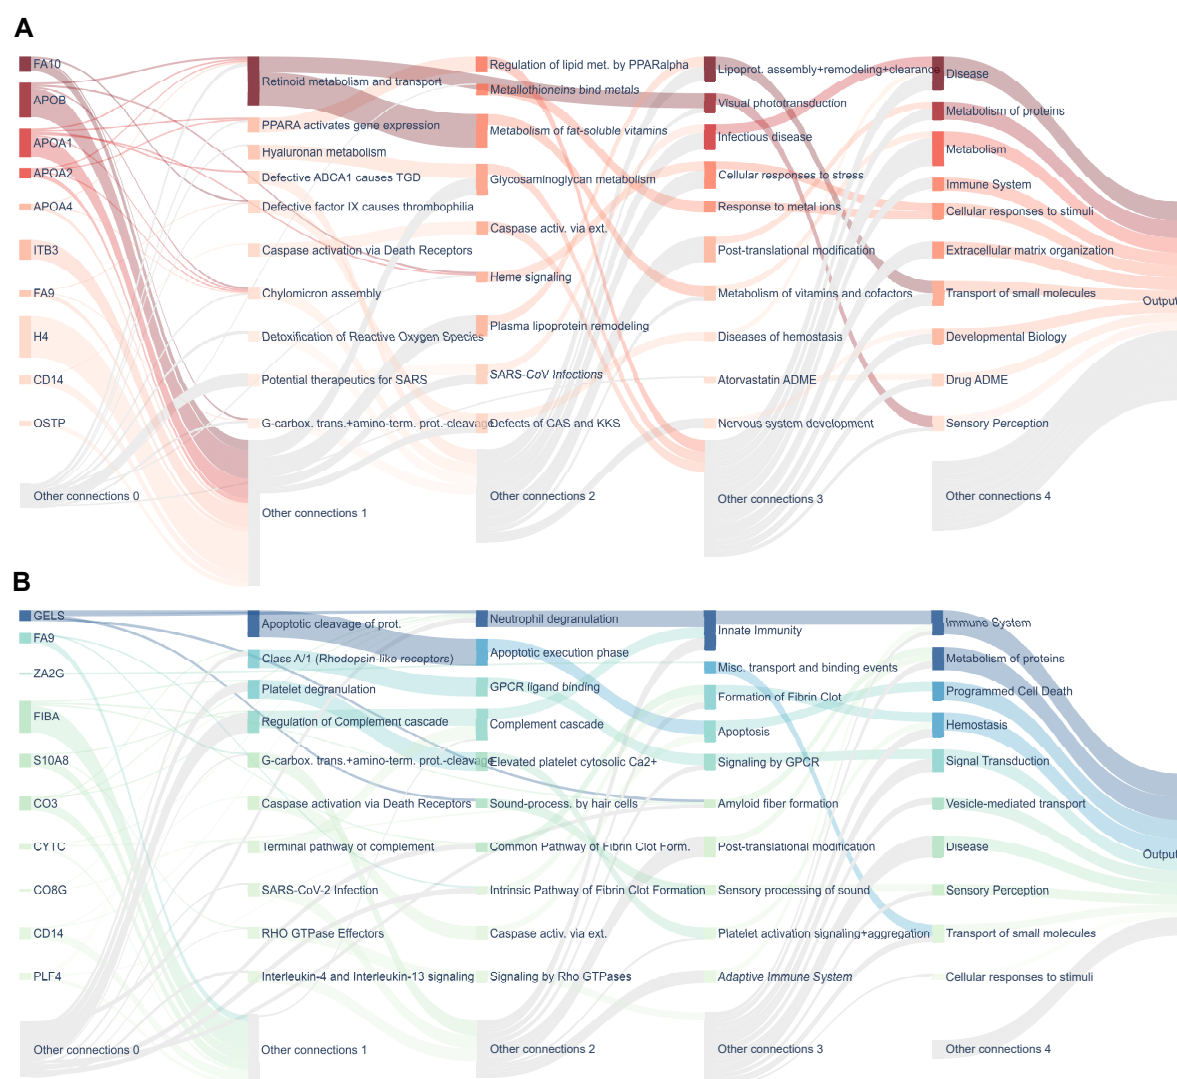 A
FA10
APOB
APOA1
APOA2
APOA4
ITB3
FA9
H4
CD14
OSTP
Other connections 0
Retinoid metabolism and transport
PPARA activates gene expression
Hyaluronan metabolism
Defective ABCA1 causes TGD
Defective factor IX causes thrombophilia
Caspase activation via Death Receptors
Chylomicron assembly
Detoxification of Reactive Oxygen Species
Potential therapeutics for SARS
G-carbox. trans.+amino-term. prot.-cleavage
Other connections 1
Regulation of lipid met. by PPARalpha
Metallothioneins bind metals
Metabolism of fat-soluble vitamins
Glycosaminoglycan metabolism
Caspase activ. via ext.
Heme signaling
Plasma lipoprotein remodeling
SARS-CoV Infections
Defects of CAS and KKS
Other connections 2
Lipoprot. assembly+remodeling+clearance
Visual phototransduction
Infectious disease
Cellular responses to stress
Response to metal ions
Post-translational modification
Metabolism of vitamins and cofactors
Diseases of hemostasis
Atorvastatin ADME
Nervous system development
Other connections 3
Disease
Metabolism of proteins
Metabolism
Immune System
Cellular responses to stimuli
Extracellular matrix organization
Transport of small molecules
Developmental Biology
Drug ADME
Sensory Perception
Other connections 4
Output
B
GELS
FA9
ZA2G
FIBA
S10A8
CO3
CYTC
CO8G
CD14
PLF4
Other connections 0
Apoptotic cleavage of prot.
Class A/1 (Rhodopsin-like receptors)
Platelet degranulation
Regulation of Complement cascade
G-carbox. trans.+amino-term. prot.-cleavage
Caspase activation via Death Receptors
Terminal pathway of complement
SARS-CoV-2 Infection
RHO GTPase Effectors
Interleukin-4 and Interleukin-13 signaling
Other connections 1
Neutrophil degranulation
Apoptotic execution phase
GPCR ligand binding
Complement cascade
Elevated platelet cytosolic Ca2+
Sound-process. by hair cells
Common Pathway of Fibrin Clot Form.
Intrinsic Pathway of Fibrin Clot Formation
Caspase activ. via ext.
Signaling by Rho GTPases
Other connections 2
Innate Immunity
Misc. transport and binding events
Formation of Fibrin Clot
Apoptosis
Signaling by GPCR
Amyloid fiber formation
Post-translational modification
Sensory processing of sound
Platelet activation signaling+aggregation
Adaptive Immune System
Other connections 3
Immune System
Metabolism of proteins
Programmed Cell Death
Hemostasis
Signal Transduction
Vesicle-mediated transport
Disease
Sensory Perception
Transport of small molecules
Cellular responses to stimuli
Other connections 4
Output